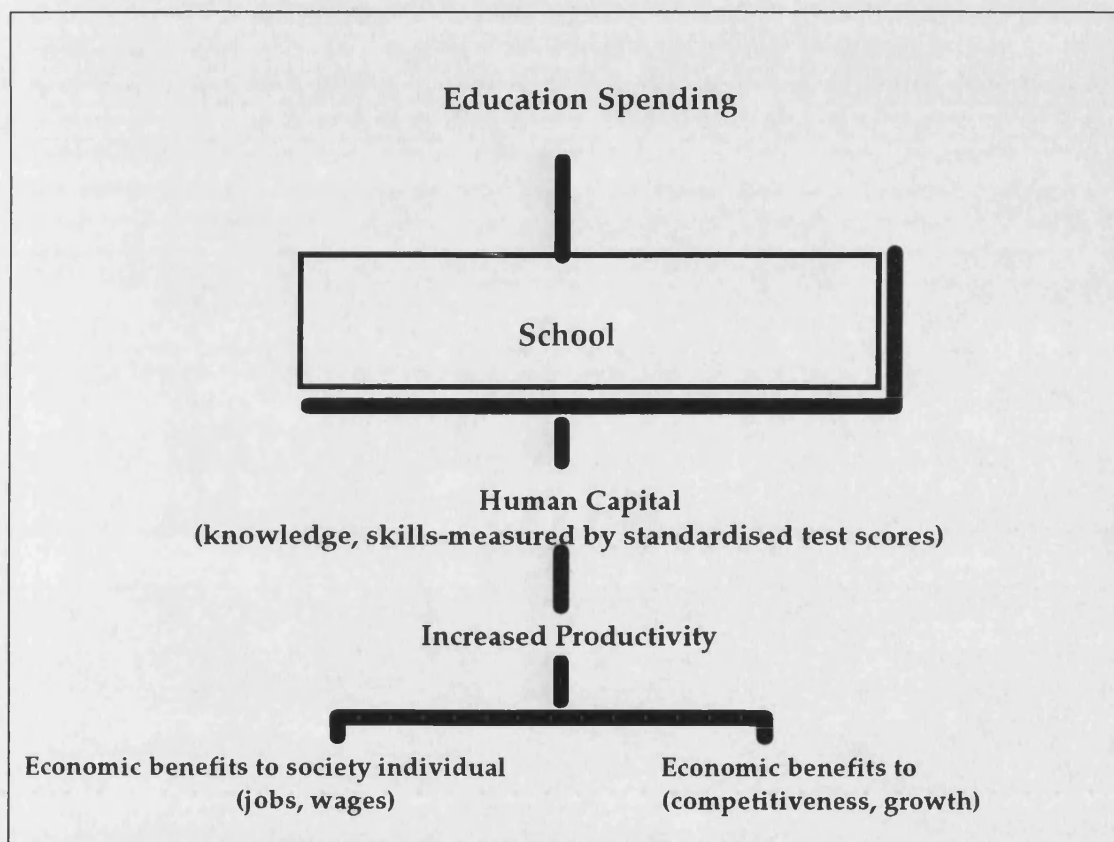 Education Spending
School
Human Capital
(knowledge, skills-measured by standardised test scores)
Increased Productivity
Economic benefits to society individual
(jobs, wages)
Economic benefits to
(competitiveness, growth)